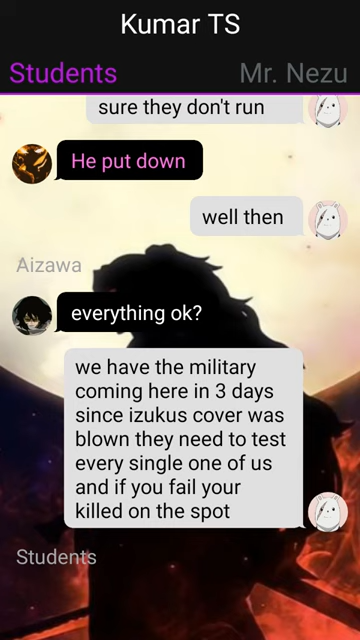 Kumar TS
Students Mr. Nezu
sure they don't run
He put down
well then
Aizawa
everything ok?
we have the military
coming here in 3 days
since izukus cover was
blown they need to test
every single one of us
and if you fail your
killed on the spot
Students